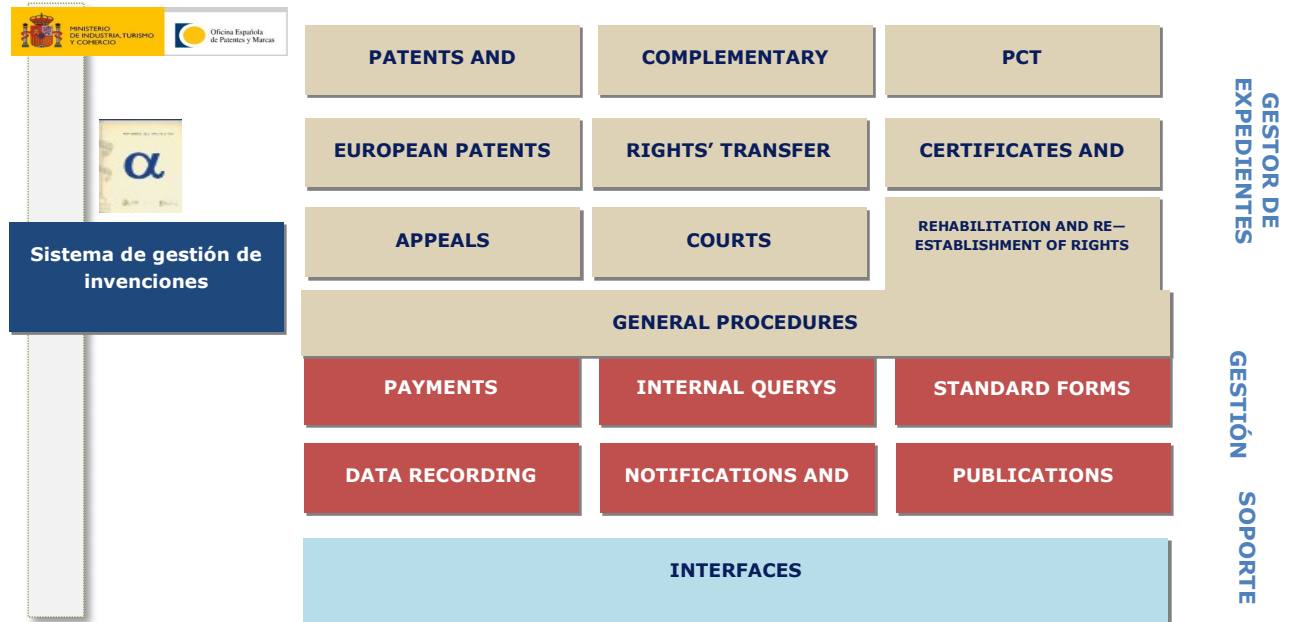 MINISTERIO
DE INDUSTRIA, TURISMO
Y COMERCIO
Oficina Española
de Patentes y Marcas
α
Sistema de gestión de
invenciones
PATENTS AND
COMPLEMENTARY
PCT
EUROPEAN PATENTS
RIGHTS’ TRANSFER
CERTIFICATES AND
APPEALS
COURTS
REHABILITATION AND RE—
ESTABLISHMENT OF RIGHTS
GENERAL PROCEDURES
PAYMENTS
INTERNAL QUERYS
STANDARD FORMS
DATA RECORDING
NOTIFICATIONS AND
PUBLICATIONS
INTERFACES
GESTOR DE
EXPEDIENTES
GESTIÓN
SOPORTE